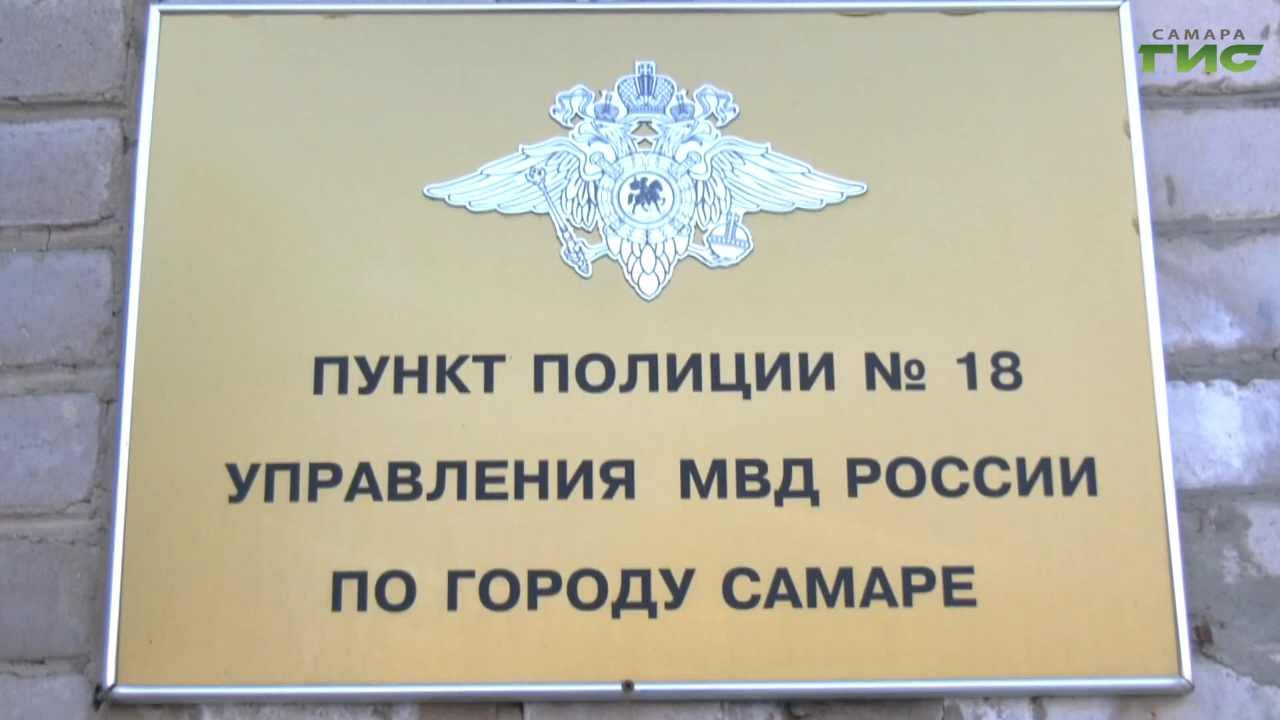 САМАРА
ГИС
ПУНКТ ПОЛИЦИИ № 18
УПРАВЛЕНИЯ МВД РОССИИ
ПО ГОРОДУ САМАРЕ